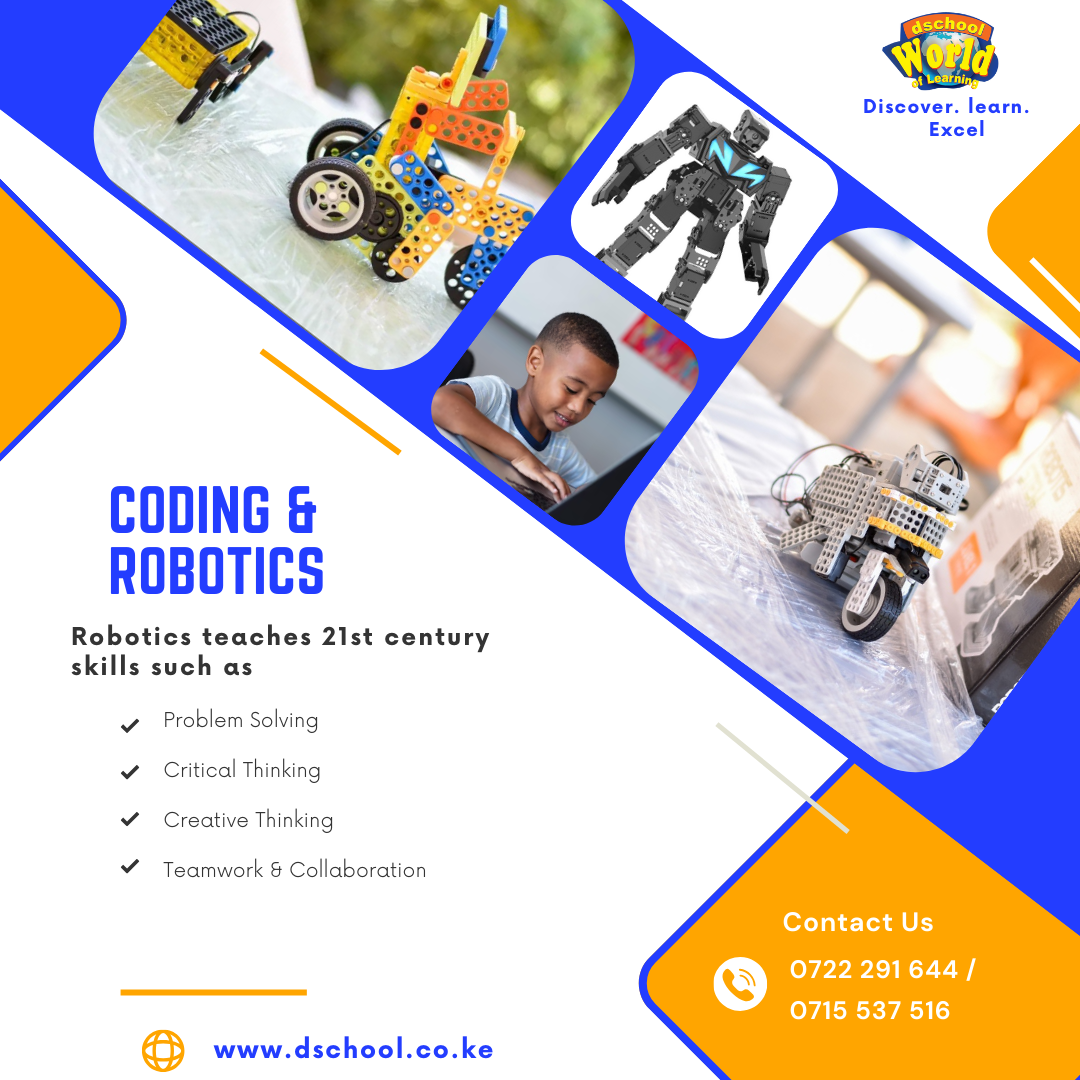 dschool
World
of Learning
Discover. learn.
Excel
CODING &
ROBOTICS
Robotics teaches 21st century
skills such as
Problem Solving
Critical Thinking
Creative Thinking
Teamwork & Collaboration
Contact Us
0722 291 644 /
0715 537 516
www.dschool.co.ke